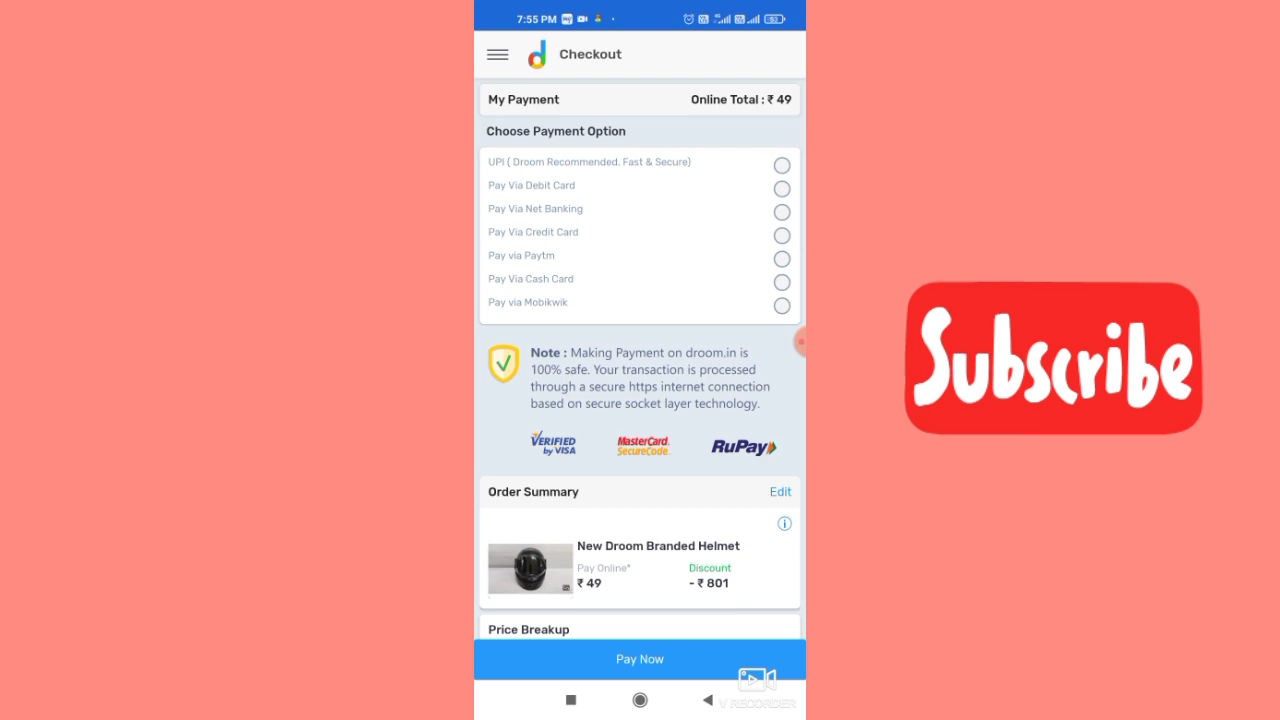 7:55 PM
Checkout
My Payment
Online Total : ₹ 49
Choose Payment Option
UPI ( Droom Recommended. Fast & Secure)
Pay Via Debit Card
Pay Via Net Banking
Pay Via Credit Card
Pay via Paytm
Pay Via Cash Card
Pay via Mobikwik
Note : Making Payment on droom.in is
100% safe. Your transaction is processed
through a secure https internet connection
based on secure socket layer technology.
VERIFIED
by VISA
MasterCard.
SecureCode.
RuPay
Order Summary
Edit
New Droom Branded Helmet
Pay Online*
Discount
₹ 49
- ₹ 801
Price Breakup
Pay Now
V RECORDER
Subscribe